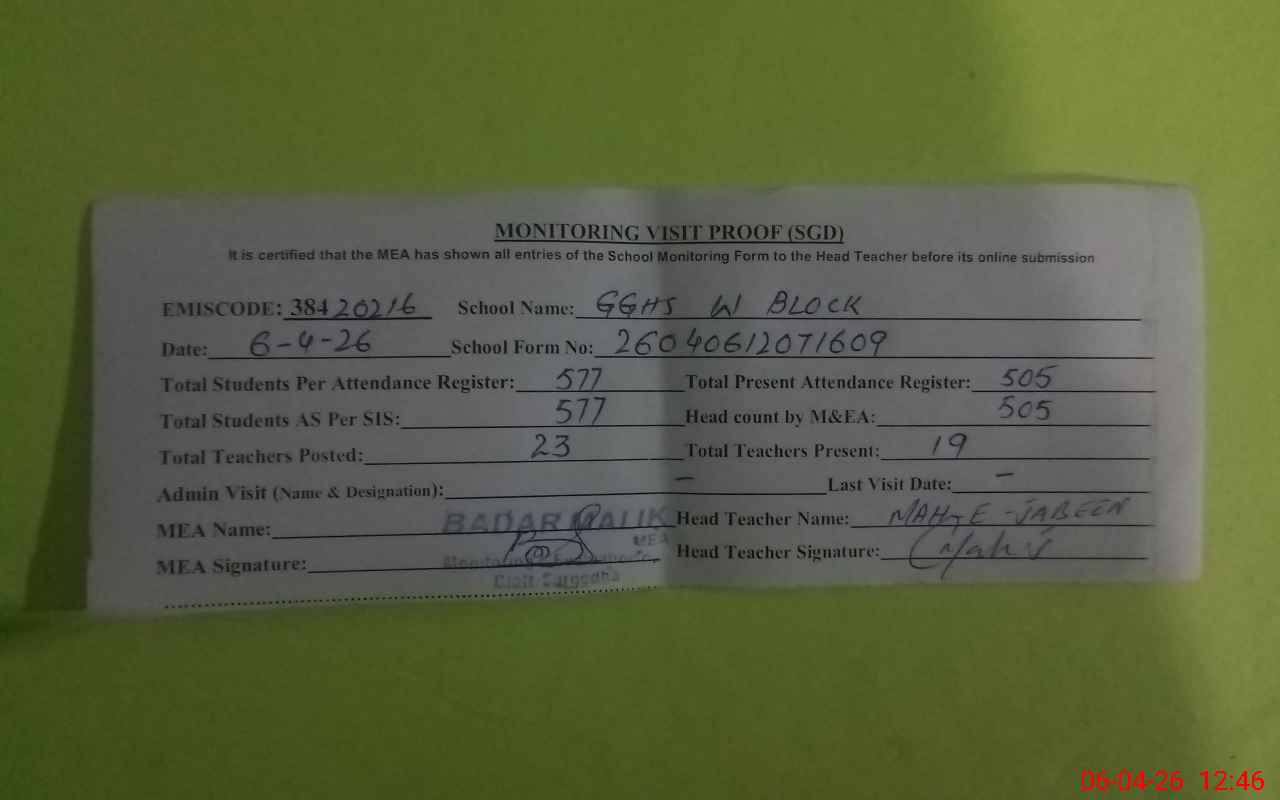 MONITORING VISIT PROOF (SGD)
It is certified that the MEA has shown all entries of the School Monitoring Form to the Head Teacher before its online submission
EMISCODE: 38420216 School Name: GGHS W BLOCK
Date: 6-4-26 School Form No: 26040612071609
Total Students Per Attendance Register: 577 Total Present Attendance Register: 505
Total Students AS Per SIS: 577 Head count by M&EA: 505
Total Teachers Posted: 23 Total Teachers Present: 19
Admin Visit (Name & Designation): - Last Visit Date: -
MEA Name: BADAR MALIK Head Teacher Name: MAH-E-JABEEN
MEA
MEA Signature: Head Teacher Signature:
Sargodha
06-04-26 12:46